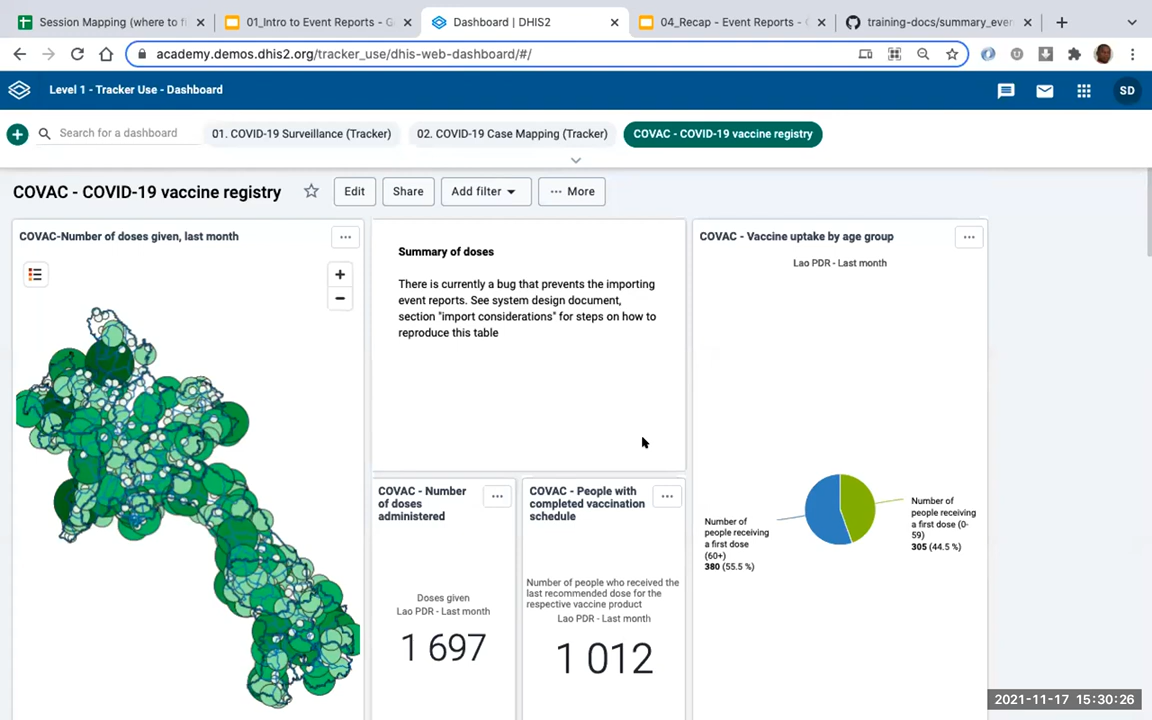 Session Mapping (where to fi
01_Intro to Event Reports - G
Dashboard | DHIS2
04_Recap - Event Reports -
training-docs/summary_even
academy.demos.dhis2.org/tracker_use/dhis-web-dashboard/#/
Level 1 - Tracker Use - Dashboard
SD
Search for a dashboard
01. COVID-19 Surveillance (Tracker)
02. COVID-19 Case Mapping (Tracker)
COVAC - COVID-19 vaccine registry
COVAC - COVID-19 vaccine registry
Edit
Share
Add filter
More
COVAC-Number of doses given, last month
Summary of doses
There is currently a bug that prevents the importing
event reports. See system design document,
section "import considerations" for steps on how to
reproduce this table
COVAC - Number
of doses
administered
Doses given
Lao PDR - Last month
1 697
COVAC - People with
completed vaccination
schedule
Number of people who received the
last recommended dose for the
respective vaccine product
Lao PDR - Last month
1 012
COVAC - Vaccine uptake by age group
Lao PDR - Last month
Number of
people receiving
a first dose
(60+)
380 (55.5 %)
Number of
people receiving
a first dose (0-
59)
305 (44.5 %)
2021-11-17 15:30:26